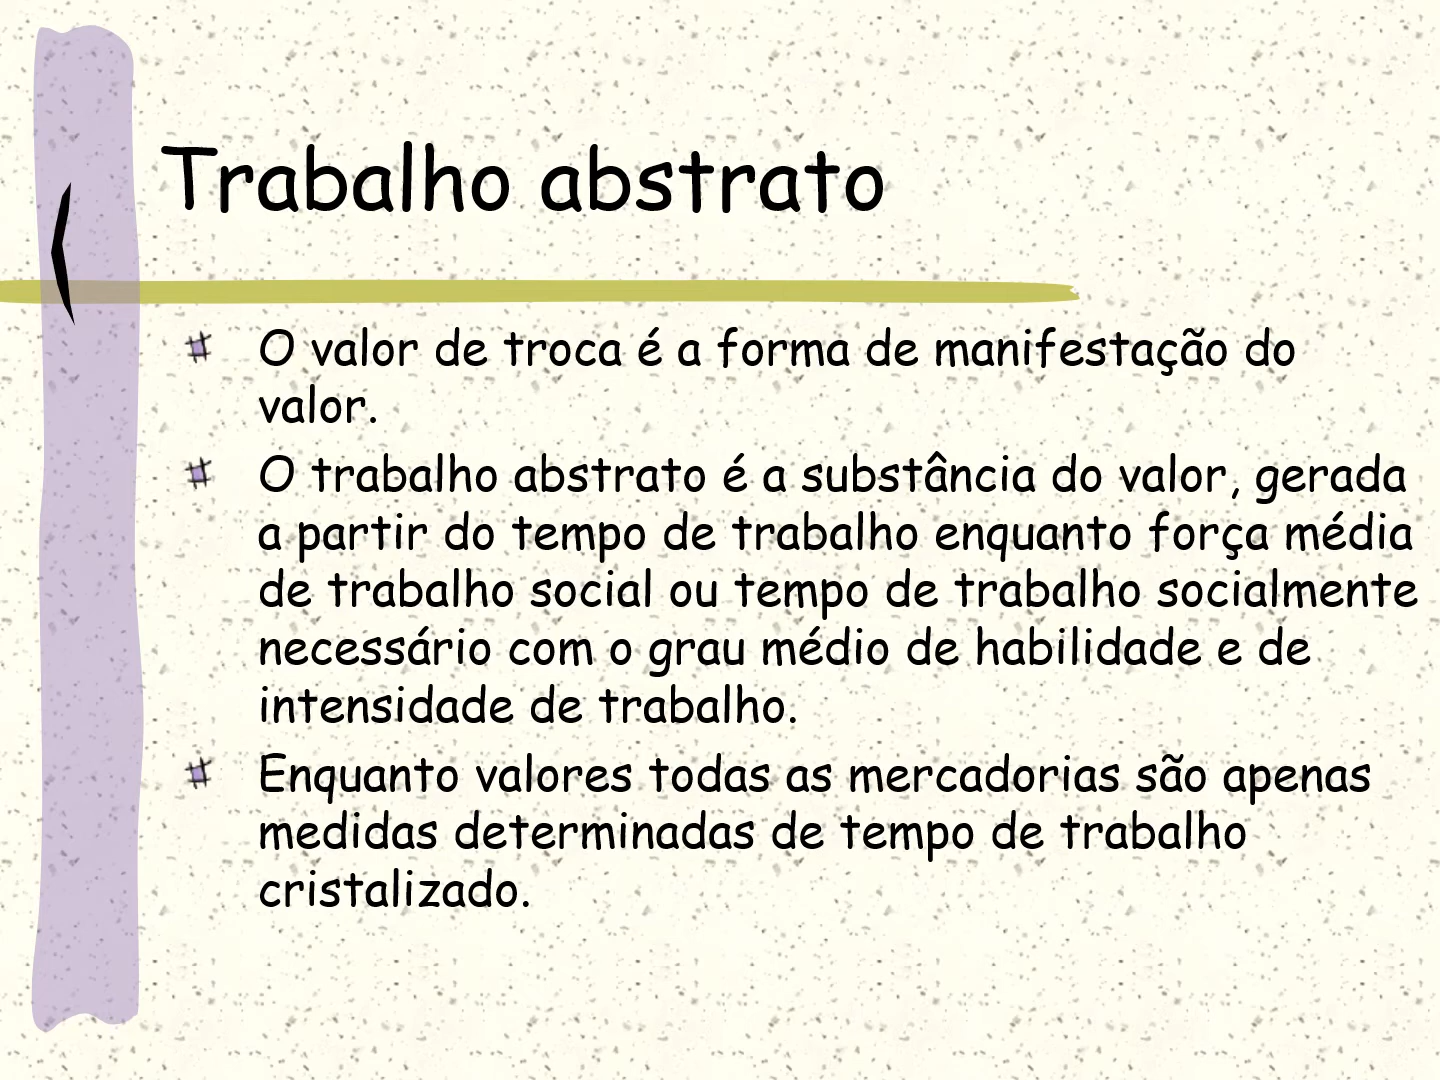 Trabalho abstrato
O valor de troca é a forma de manifestação do
valor.
O trabalho abstrato é a substância do valor, gerada
a partir do tempo de trabalho enquanto força média
de trabalho social ou tempo de trabalho socialmente
necessário com o grau médio de habilidade e de
intensidade de trabalho.
Enquanto valores todas as mercadorias são apenas
medidas determinadas de tempo de trabalho
cristalizado.